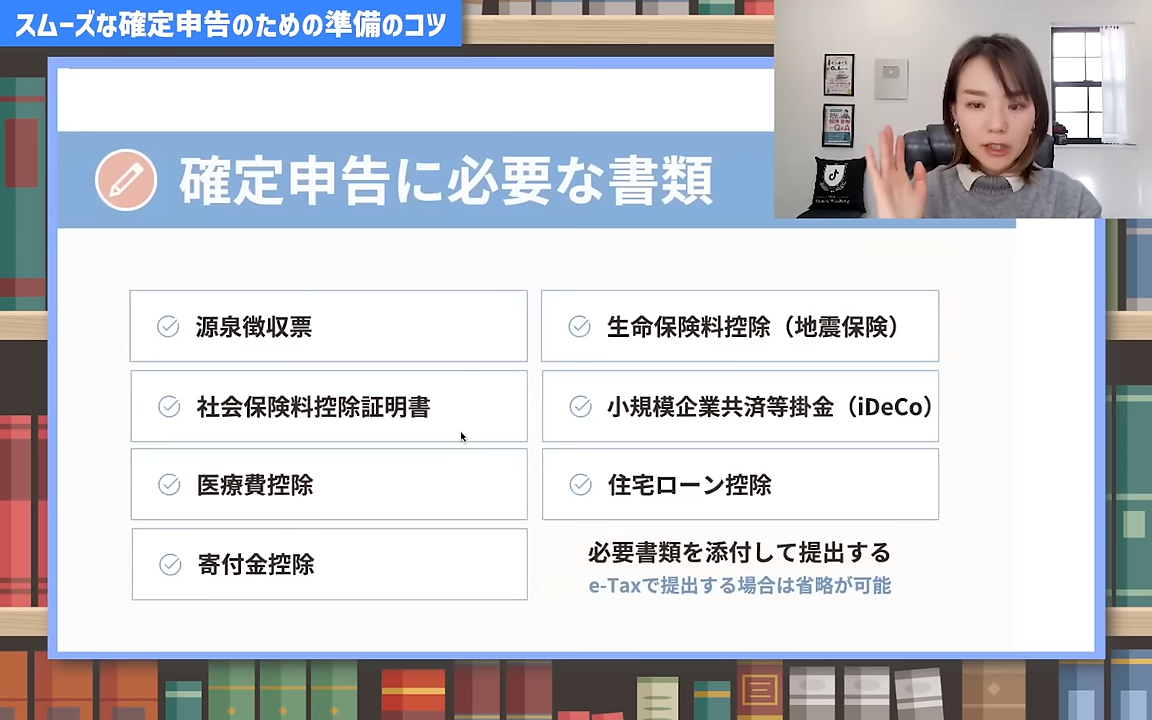 スムーズな確定申告のための準備のコツ
確定申告に必要な書類
源泉徴収票
生命保険料控除（地震保険）
社会保険料控除証明書
小規模企業共済等掛金（iDeCo）
医療費控除
住宅ローン控除
寄付金控除
必要書類を添付して提出する
e-Taxで提出する場合は省略が可能